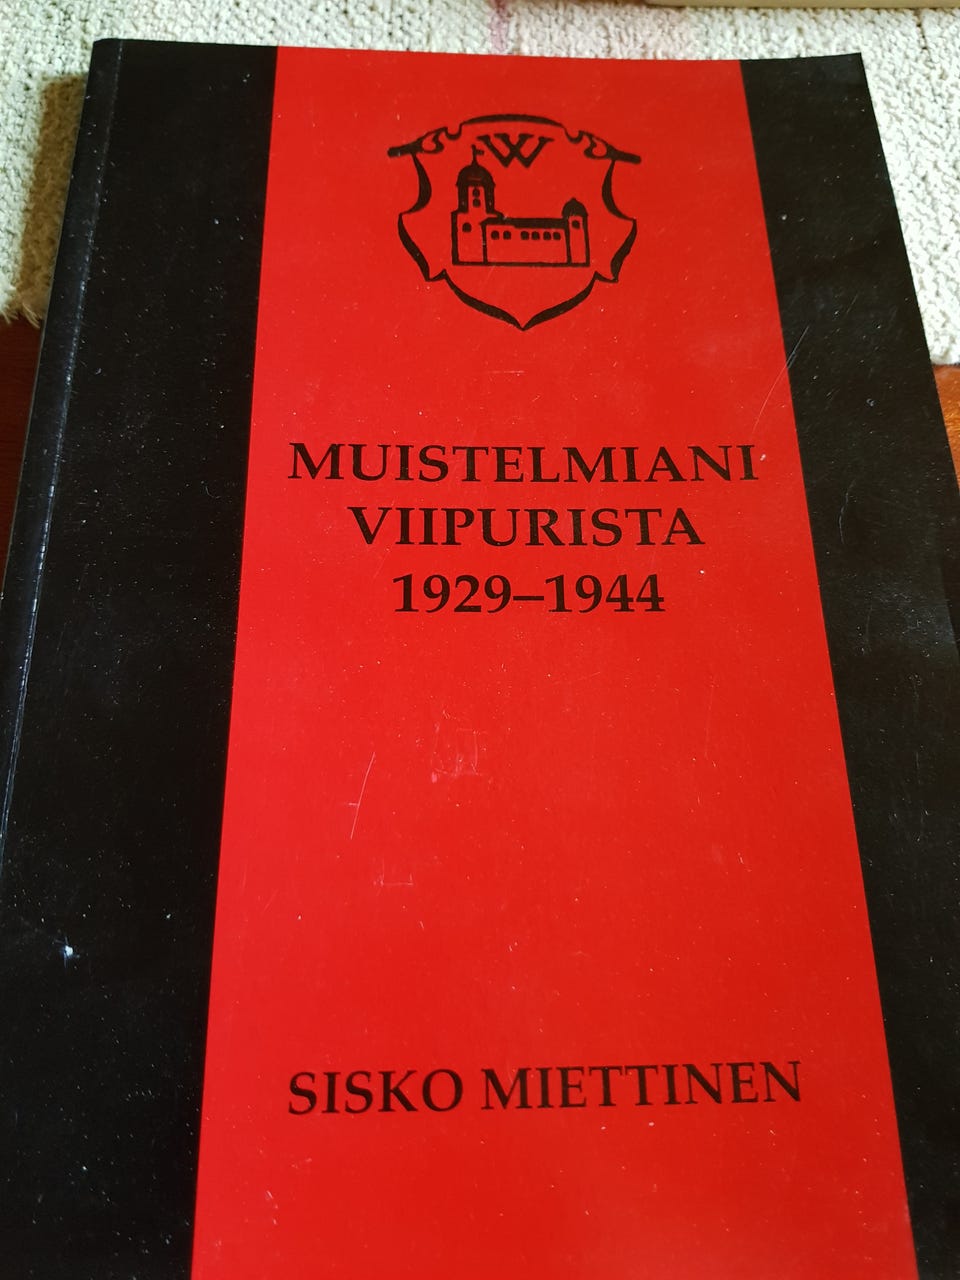 W
MUISTELMIANI
VIIPURISTA
1929–1944
SISKO MIETTINEN